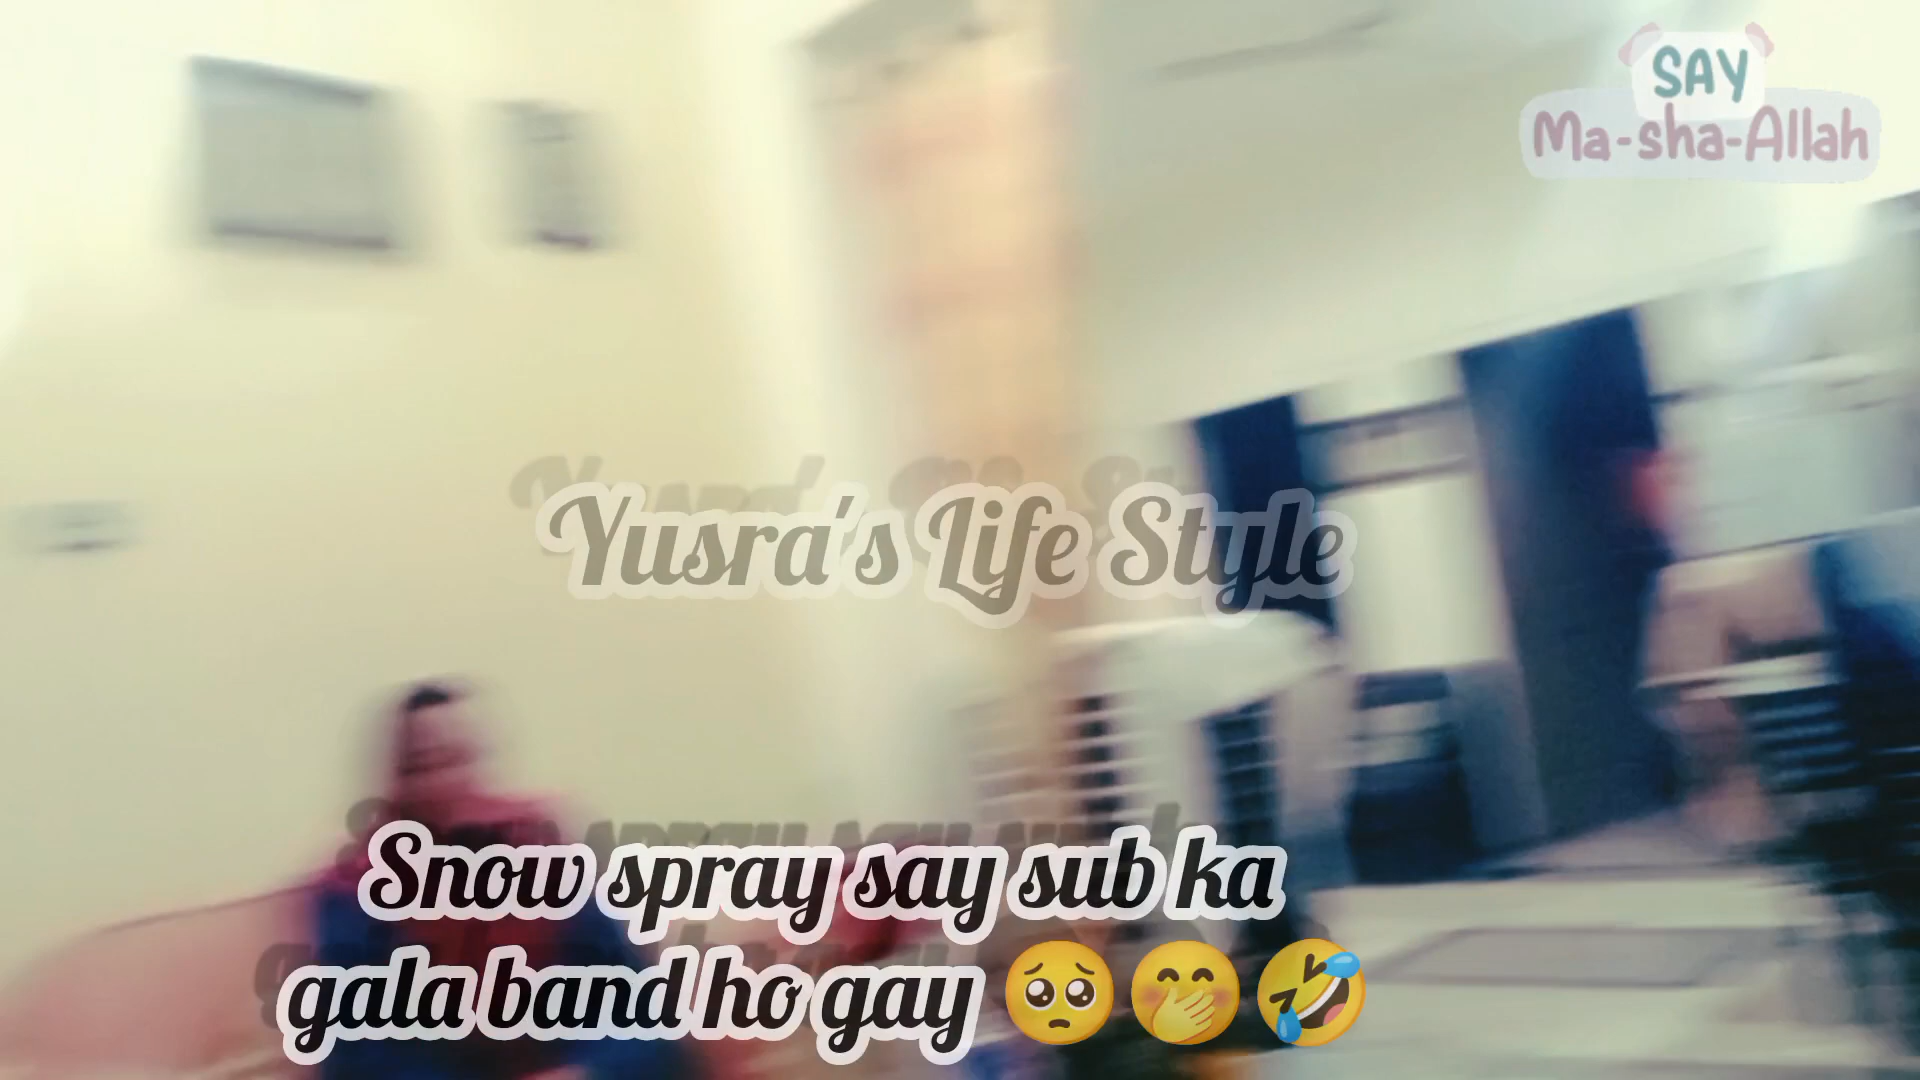 SAY
Ma-sha-Allah
Yusra's Life Style
Snow spray say sub ka
gala band ho gay 🥺🤭🤣